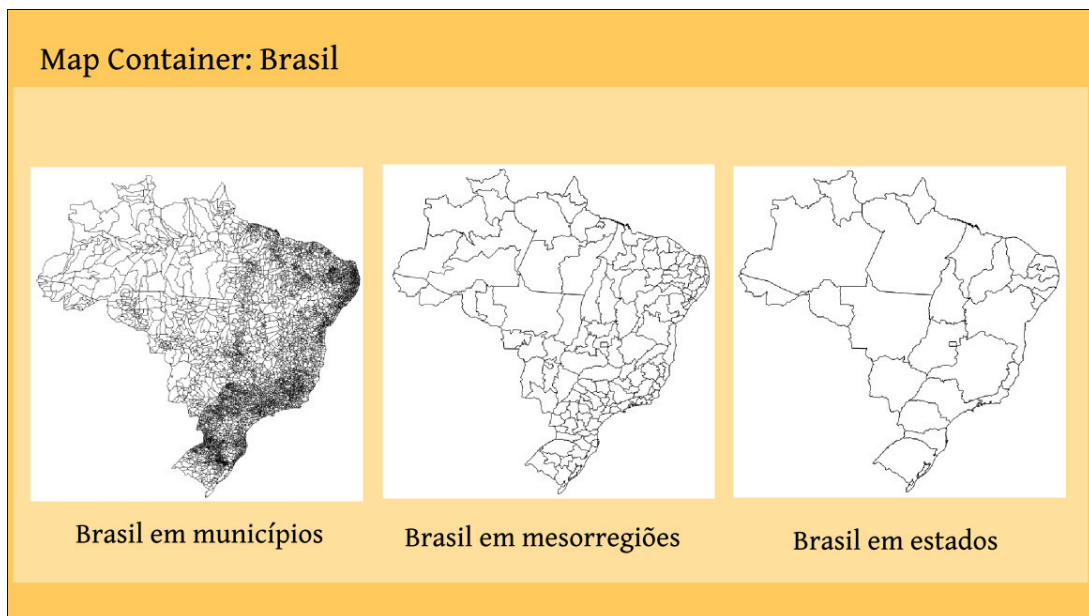 Map Container: Brasil
Brasil em municípios
Brasil em mesorregiões
Brasil em estados